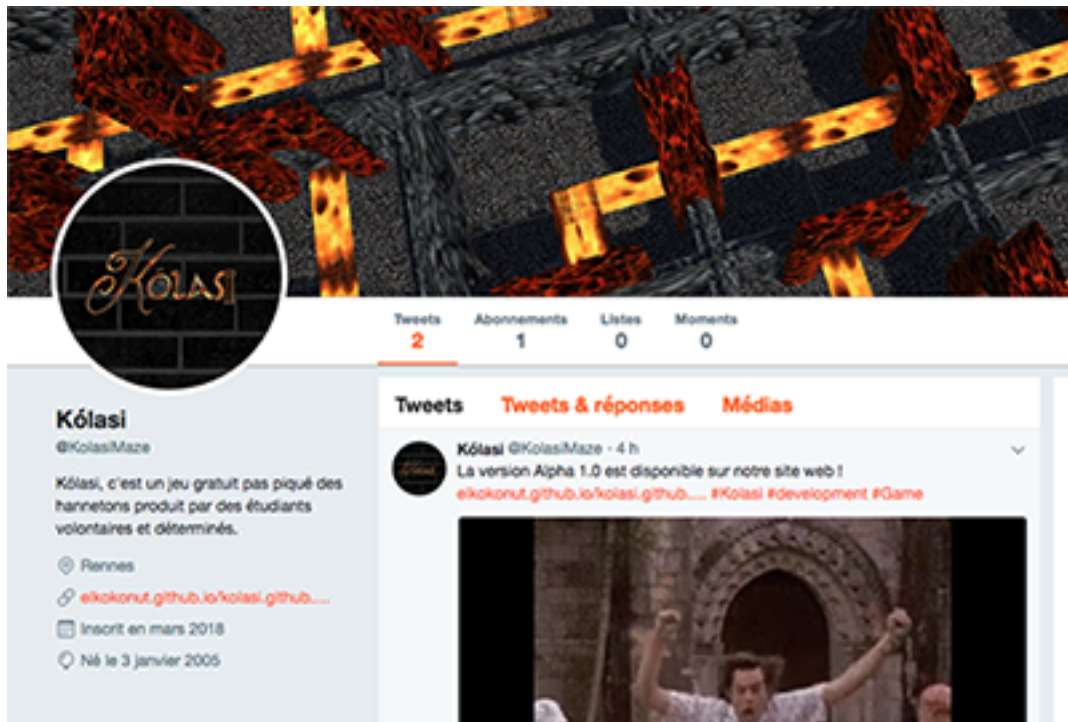 Kólasi
Tweets
2
Abonnements
1
Listes
0
Moments
0
Kólasi
@KolasiMaze
Kólasi, c'est un jeu gratuit pas piqué des
hannetons produit par des étudiants
volontaires et déterminés.
Rennes
elkokonut.github.io/kolasi.github....
Inscrit en mars 2018
Né le 3 janvier 2005
Tweets
Tweets & réponses
Médias
Kólasi @KolasiMaze - 4 h
La version Alpha 1.0 est disponible sur notre site web !
elkokonut.github.io/kolasi.github.... #Kolasi #development #Game